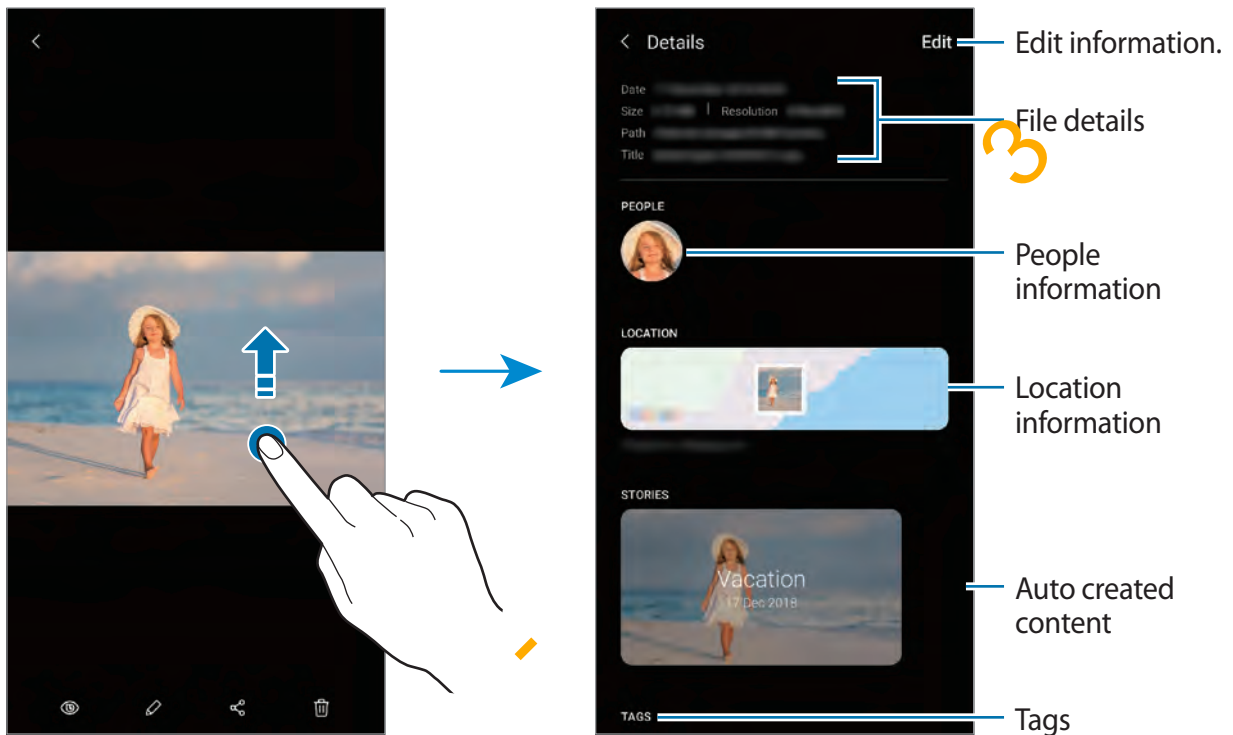 Details
Edit
Edit information.
Date
Size | Resolution
Path
Title
File details
3
PEOPLE
People
information
LOCATION
Location
information
STORIES
Vacation
17 Dec 2018
Auto created
content
TAGS
Tags